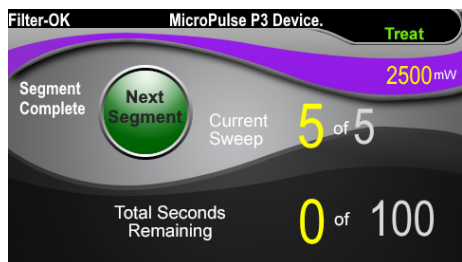 Filter-OK MicroPulse P3 Device.
Treat
2500mW
Segment
Complete
Next
Segment
Current
Sweep
5 of 5
Total Seconds
Remaining
0 of 100